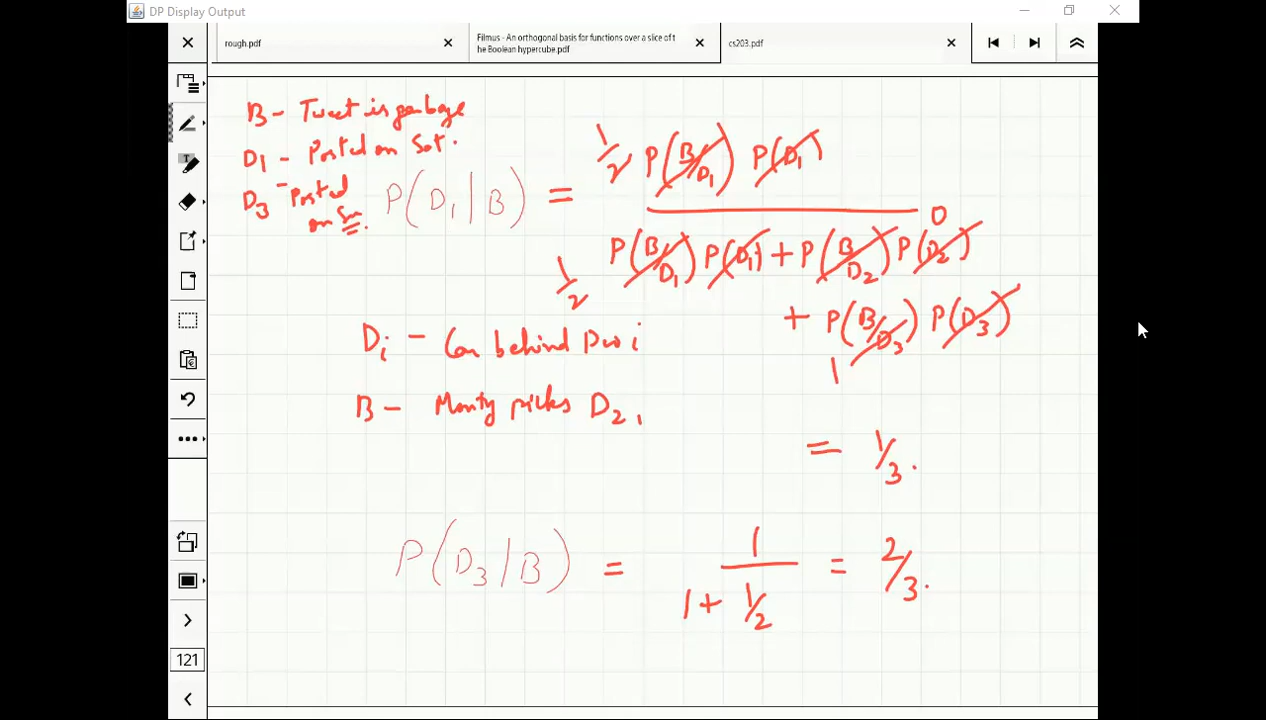 DP Display Output
rough.pdf
Filmus - An orthogonal basis for functions over a slice of t
he Boolean hypercube.pdf
cs203.pdf
B - Tweet is garbage
D1 - Posted on Sat.
D3 - Posted
on Sun.
P(D1|B) = 1/2 P(B/D1) P(D1)
1/2 P(B/D1) P(D1) + P(B/D2) P(D2) 0
+ P(B/D3) P(D3)
1
Di - Car behind Door i
B - Monty picks D2,
= 1/3.
P(D3|B) = 1 / (1 + 1/2) = 2/3.
121